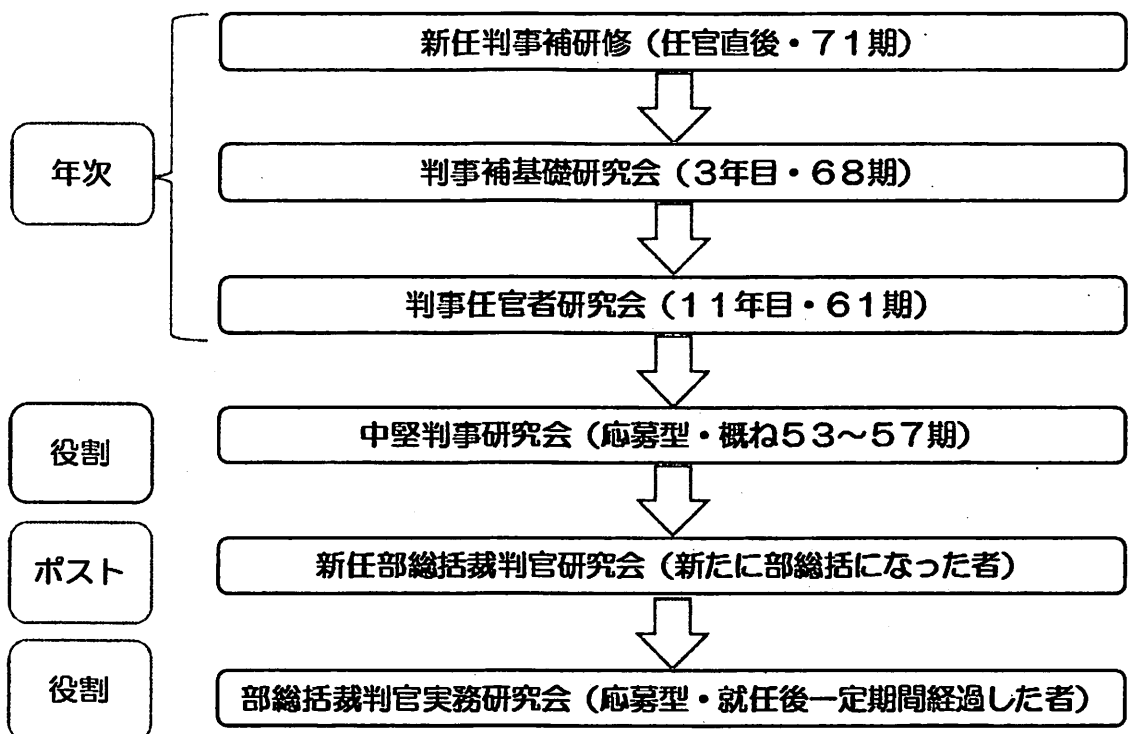 新任判事補研修（任官直後・７１期）
年次
判事補基礎研究会（３年目・６８期）
判事任官者研究会（１１年目・６１期）
役割
中堅判事研究会（応募型・概ね５３～５７期）
ポスト
新任部総括裁判官研究会（新たに部総括になった者）
役割
部総括裁判官実務研究会（応募型・就任後一定期間経過した者）